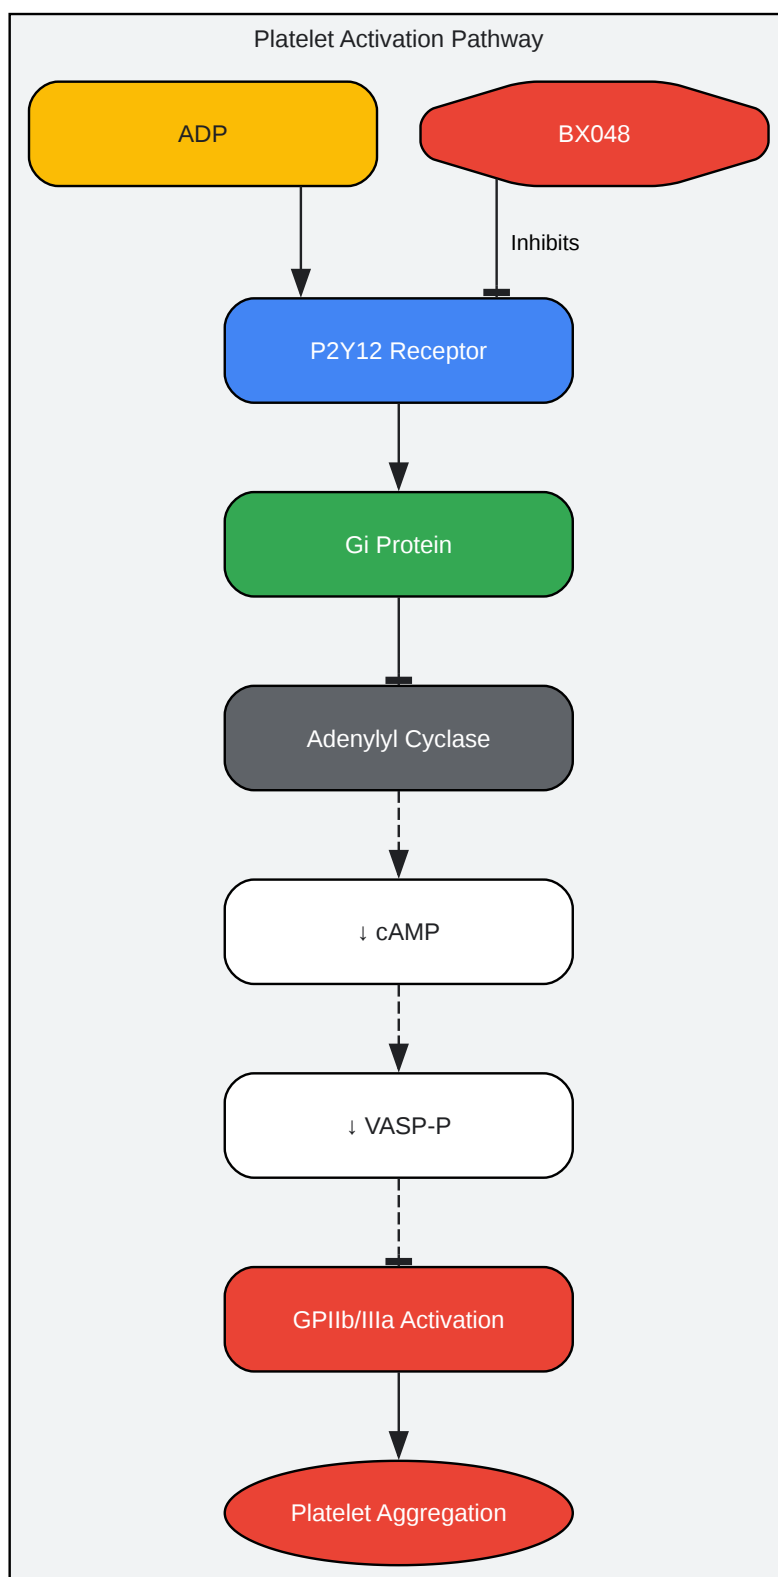 Platelet Activation Pathway
ADP
BX048
Inhibits
P2Y12 Receptor
Gi Protein
Adenylyl Cyclase
↓ cAMP
↓ VASP-P
GPIIb/IIIa Activation
Platelet Aggregation